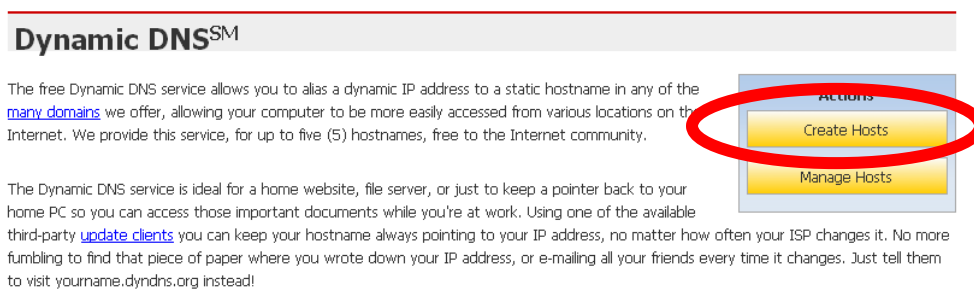 Dynamic DNSSM
The free Dynamic DNS service allows you to alias a dynamic IP address to a static hostname in any of the
many domains we offer, allowing your computer to be more easily accessed from various locations on the
Internet. We provide this service, for up to five (5) hostnames, free to the Internet community.
Actions
Create Hosts
Manage Hosts
The Dynamic DNS service is ideal for a home website, file server, or just to keep a pointer back to your
home PC so you can access those important documents while you're at work. Using one of the available
third-party update clients you can keep your hostname always pointing to your IP address, no matter how often your ISP changes it. No more
fumbling to find that piece of paper where you wrote down your IP address, or e-mailing all your friends every time it changes. Just tell them
to visit yourname.dyndns.org instead!